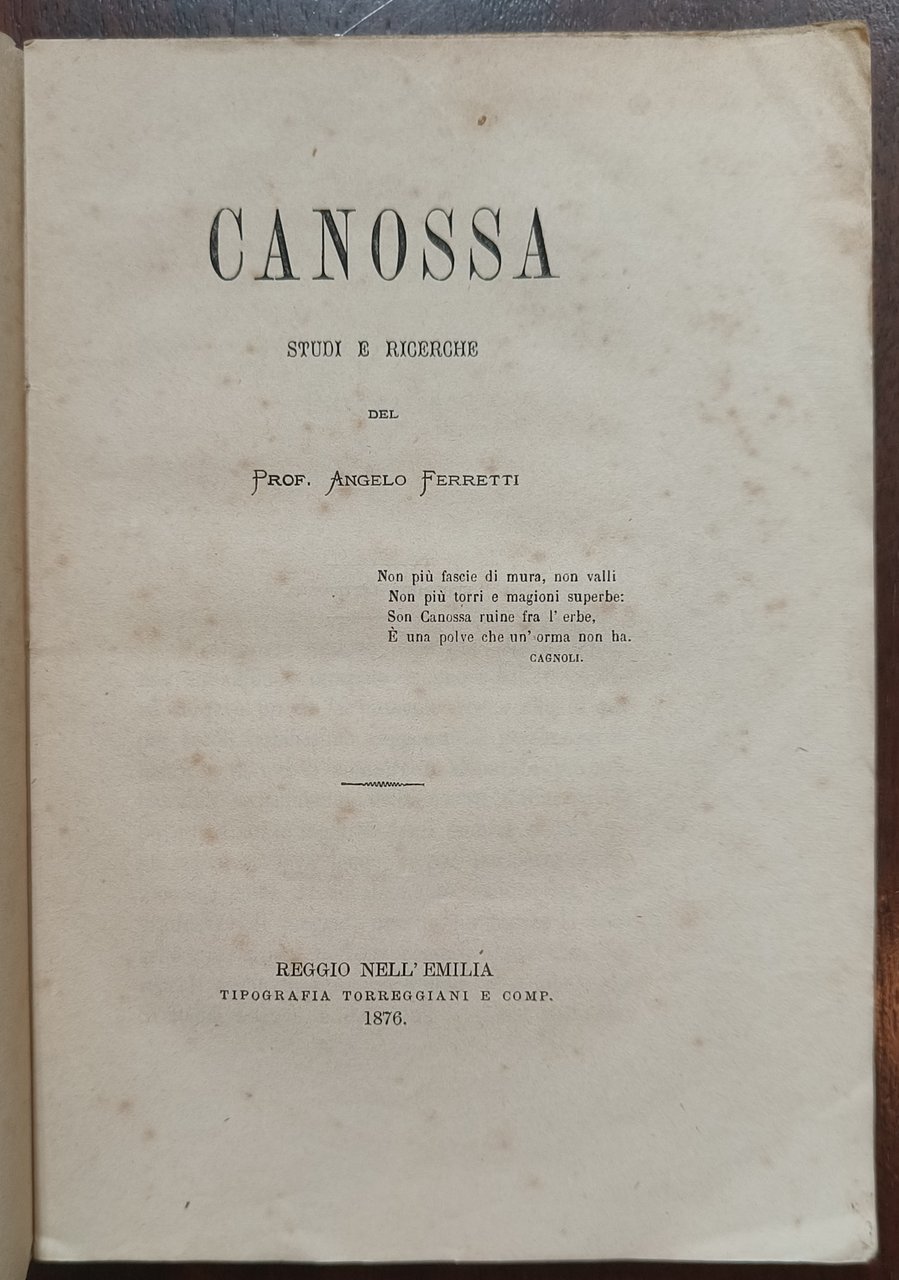 CANOSSA
STUDI E RICERCHE
DEL
PROF. ANGELO FERRETTI
Non più fascie di mura, non valli
Non più torri e magioni superbe:
Son Canossa ruine fra l' erbe,
È una polve che un' orma non ha.
CAGNOLI.
REGGIO NELL' EMILIA
TIPOGRAFIA TORREGGIANI E COMP.
1876.